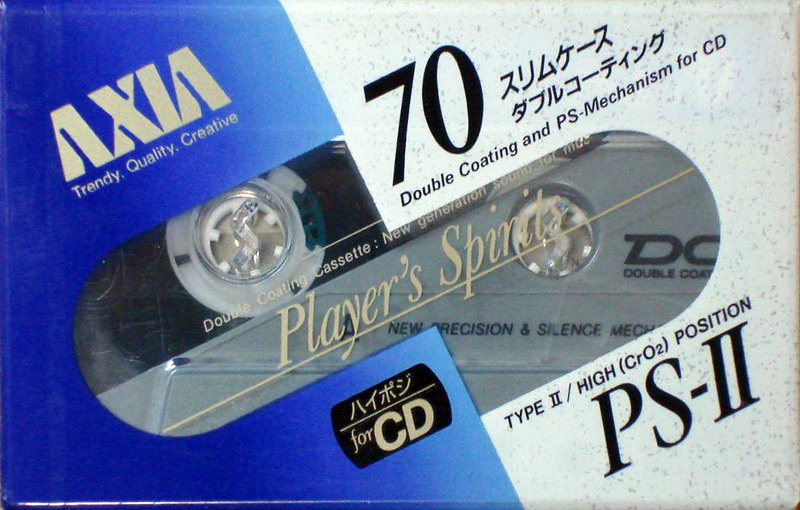 AXIA
Trendy. Quality. Creative
70
スリムケース
ダブルコーティング
Double Coating and PS-Mechanism for CD
Double Coating Cassette: New generation sound for
Player's Spirits
DC
DOUBLE
A NEW PRECISION & SILENCE MECH
ハイポジ
for CD
TYPE II / HIGH (CrO2) POSITION
PS-II